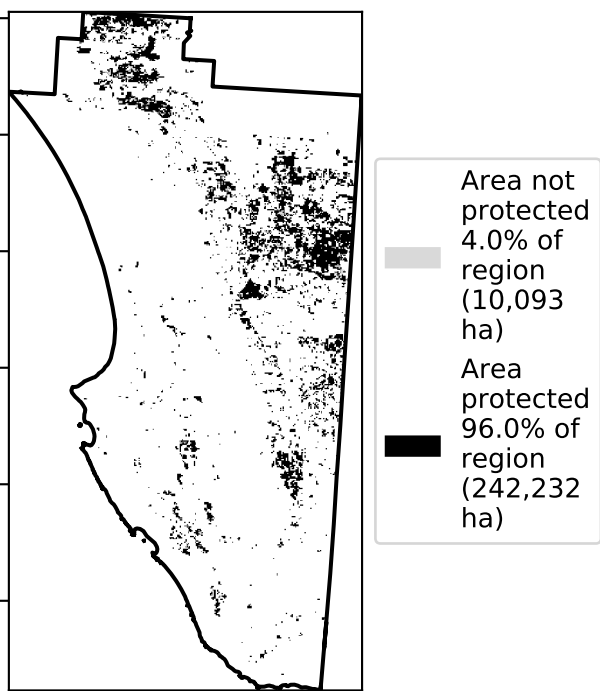 Area not
protected
4.0% of
region
(10,093
ha)
Area
protected
96.0% of
region
(242,232
ha)